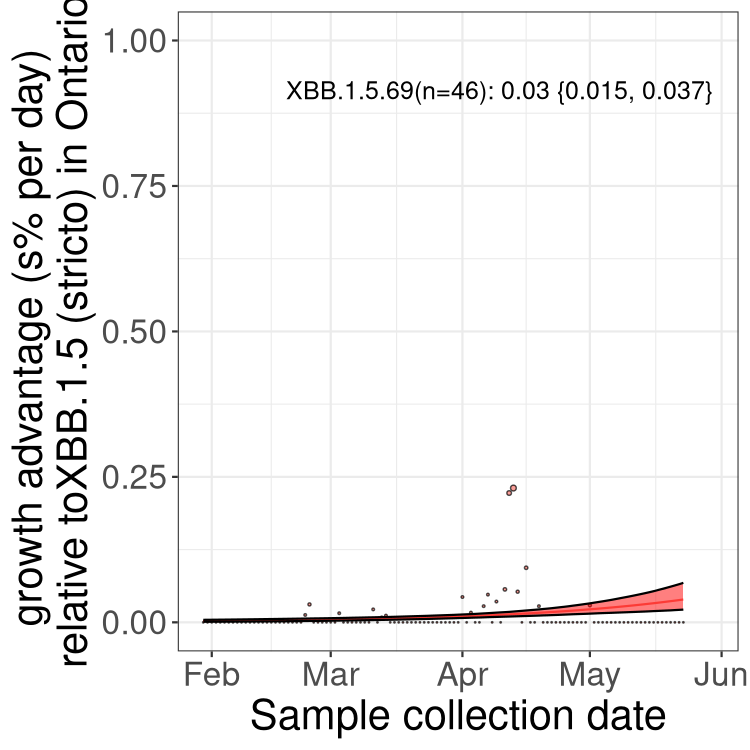 growth advantage (s% per day)
relative toXBB.1.5 (stricto) in Ontario
1.00
0.75
0.50
0.25
0.00
XBB.1.5.69(n=46): 0.03 {0.015, 0.037}
Feb Mar Apr May Jun
Sample collection date